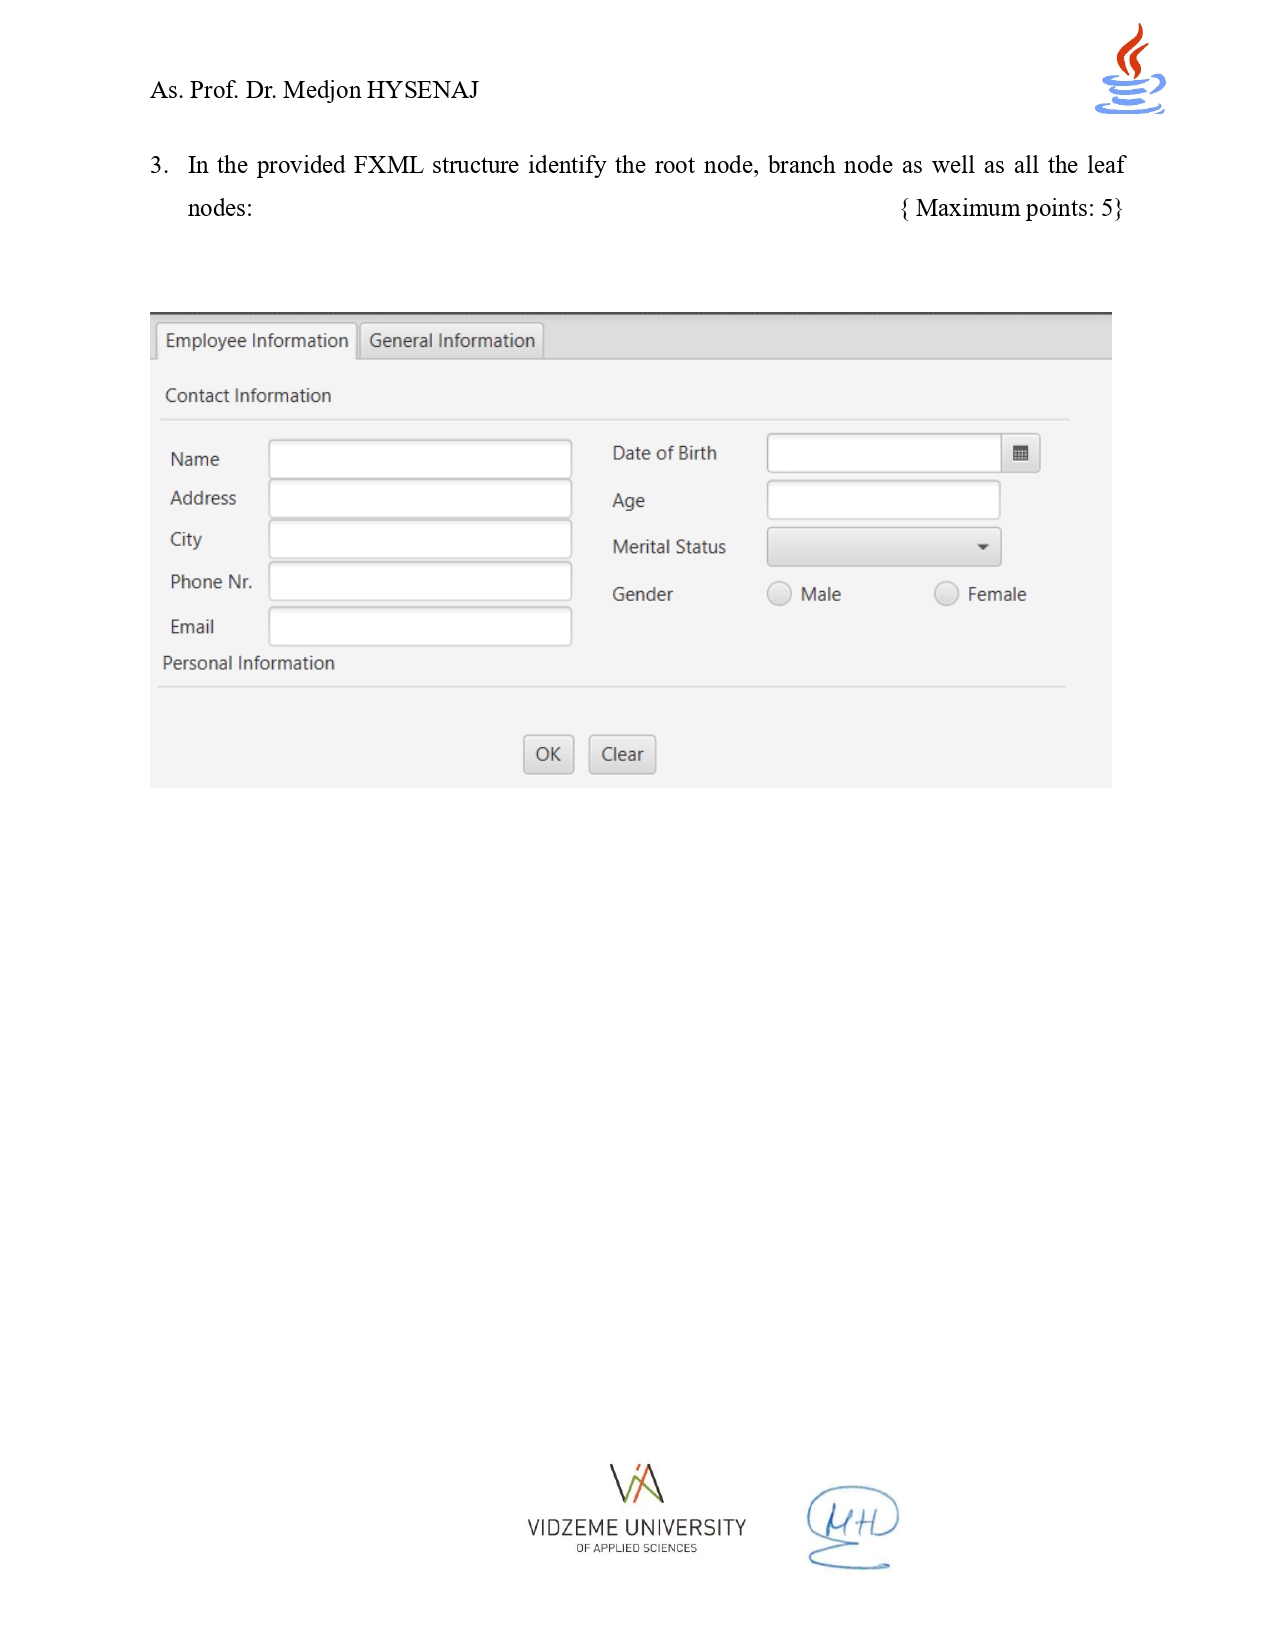 As. Prof. Dr. Medjon HYSENAJ
3. In the provided FXML structure identify the root node, branch node as well as all the leaf
nodes: { Maximum points: 5}
Employee Information General Information
Contact Information
Name
Address
City
Phone Nr.
Email
Date of Birth
Age
Merital Status
Gender Male Female
Personal Information
OK Clear
VIDZEME UNIVERSITY
OF APPLIED SCIENCES
MH